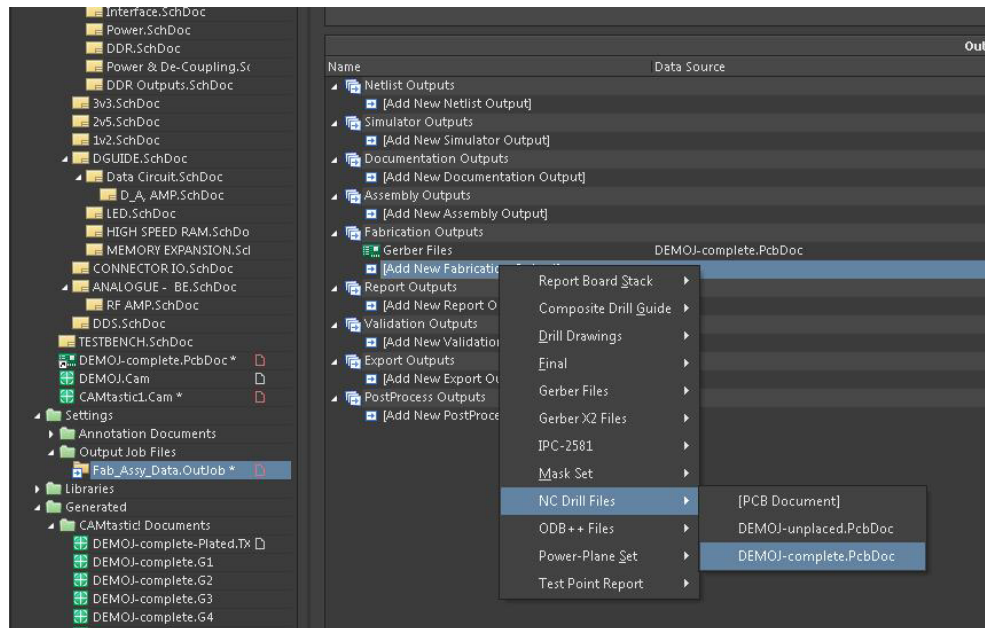 Interface.SchDoc
Power.SchDoc
DDR.SchDoc
Power & De-Coupling.Sc
DDR Outputs.SchDoc
3v3.SchDoc
2v5.SchDoc
1v2.SchDoc
DGUIDE.SchDoc
Data Circuit.SchDoc
D_A, AMP.SchDoc
LED.SchDoc
HIGH SPEED RAM.SchDo
MEMORY EXPANSION.Scl
CONNECTOR IO.SchDoc
ANALOGUE - BE.SchDoc
RF AMP.SchDoc
DDS.SchDoc
TESTBENCH.SchDoc
DEMOJ-complete.PcbDoc *
DEMOJ.Cam
CAMtastic1.Cam *
Settings
Annotation Documents
Output Job Files
Fab_Assy_Data.OutJob *
Libraries
Generated
CAMtastic! Documents
DEMOJ-complete-Plated.TX
DEMOJ-complete.G1
DEMOJ-complete.G2
DEMOJ-complete.G3
DEMOJ-complete.G4
Out
Name Data Source
Netlist Outputs
[Add New Netlist Output]
Simulator Outputs
[Add New Simulator Output]
Documentation Outputs
[Add New Documentation Output]
Assembly Outputs
[Add New Assembly Output]
Fabrication Outputs
Gerber Files DEMOJ-complete.PcbDoc
[Add New Fabrication
Report Outputs
[Add New Report O
Validation Outputs
[Add New Validation
Export Outputs
[Add New Export Ou
PostProcess Outputs
[Add New PostProce
Report Board Stack
Composite Drill Guide
Drill Drawings
Final
Gerber Files
Gerber X2 Files
IPC-2581
Mask Set
NC Drill Files
ODB++ Files
Power-Plane Set
Test Point Report
[PCB Document]
DEMOJ-unplaced.PcbDoc
DEMOJ-complete.PcbDoc